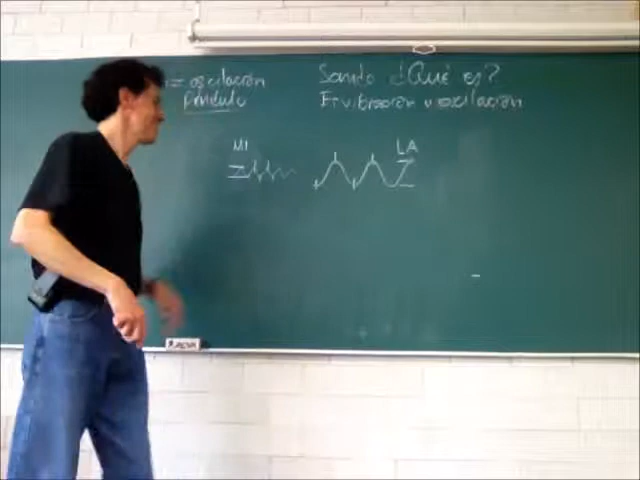 = oscilación
Péndulo
Sonido ¿Qué es?
Es vibración u oscilación
MI
LA